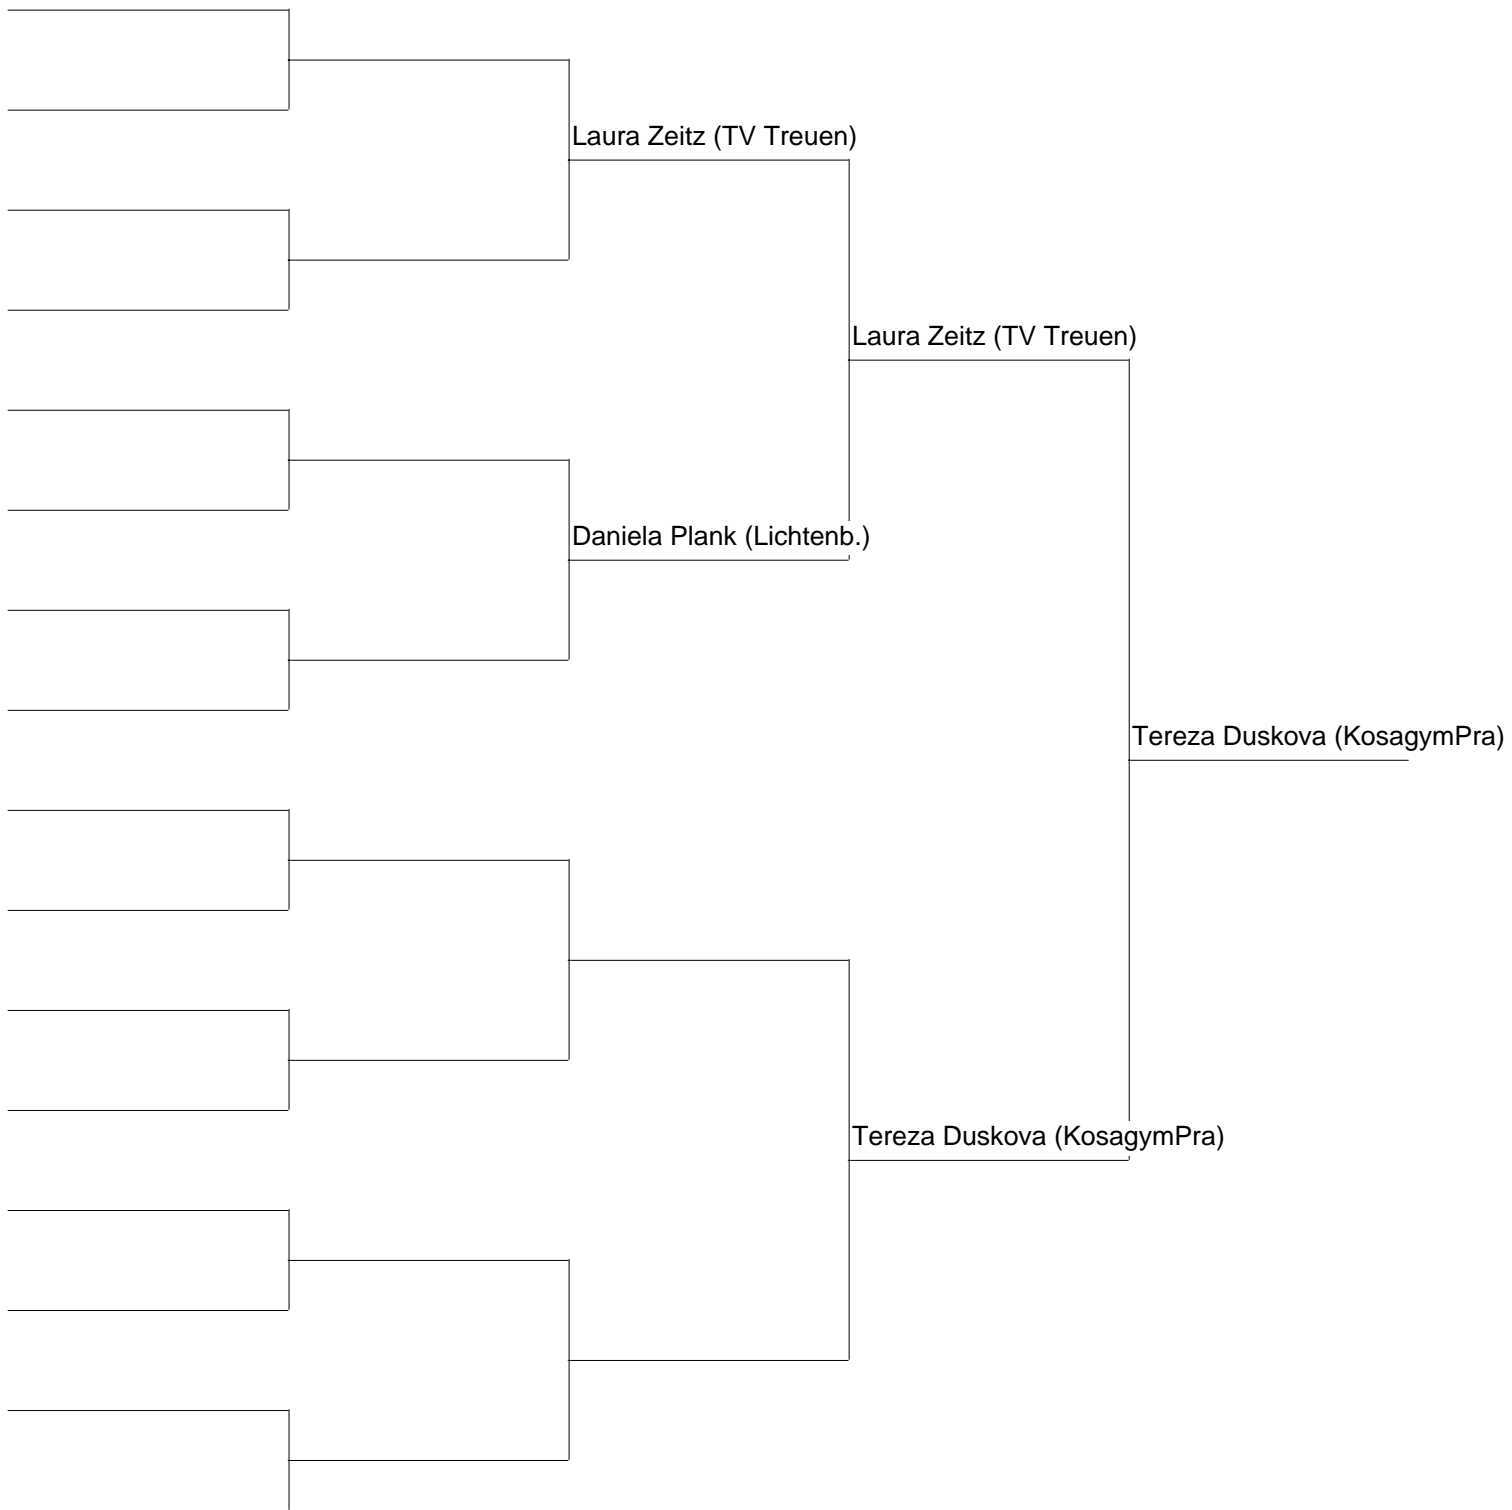 Laura Zeitz (TV Treuen)
Laura Zeitz (TV Treuen)
Daniela Plank (Lichtenb.)
Tereza Duskova (KosagymPra)
Tereza Duskova (KosagymPra)